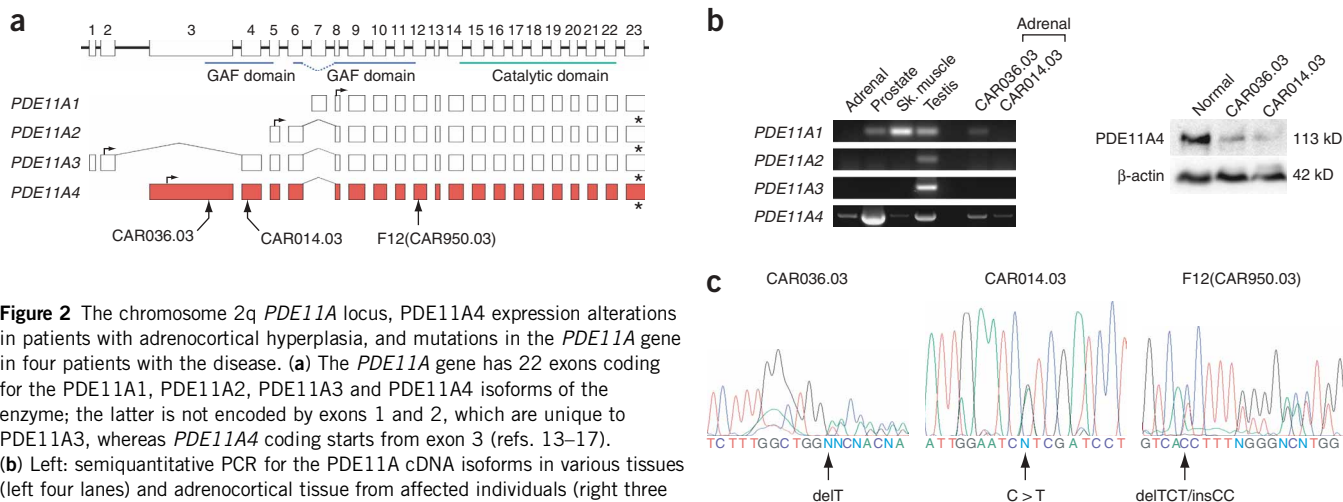 a
1 2 3 4 5 6 7 8 9 10 11 12 13 14 15 16 17 18 19 20 21 22 23
GAF domain GAF domain Catalytic domain
PDE11A1
*
PDE11A2
*
PDE11A3
*
PDE11A4
*
CAR036.03 CAR014.03 F12(CAR950.03)
b
Adrenal
Adrenal Prostate Sk. muscle Testis CAR036.03 CAR014.03
PDE11A1
PDE11A2
PDE11A3
PDE11A4
Normal CAR036.03 CAR014.03
PDE11A4 113 kD
β-actin 42 kD
c
CAR036.03 CAR014.03 F12(CAR950.03)
TCTTTGGCTGGNNCNACNA ATTGGAATCNTCGATCCT GTCACCTTTNGGGNCNTGG
delT C > T delTCT/insCC
Figure 2 The chromosome 2q PDE11A locus, PDE11A4 expression alterations
in patients with adrenocortical hyperplasia, and mutations in the PDE11A gene
in four patients with the disease. (a) The PDE11A gene has 22 exons coding
for the PDE11A1, PDE11A2, PDE11A3 and PDE11A4 isoforms of the
enzyme; the latter is not encoded by exons 1 and 2, which are unique to
PDE11A3, whereas PDE11A4 coding starts from exon 3 (refs. 13–17).
(b) Left: semiquantitative PCR for the PDE11A cDNA isoforms in various tissues
(left four lanes) and adrenocortical tissue from affected individuals (right three